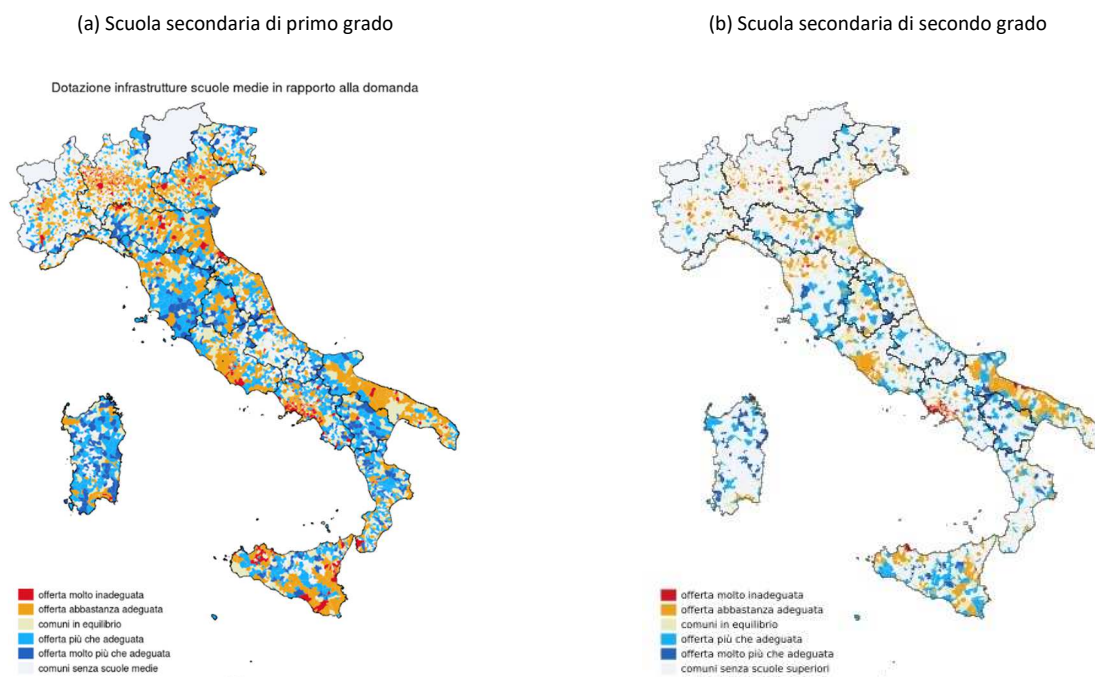 (a) Scuola secondaria di primo grado
(b) Scuola secondaria di secondo grado
Dotazione infrastrutture scuole medie in rapporto alla domanda
offerta molto inadeguata
offerta abbastanza adeguata
comuni in equilibrio
offerta più che adeguata
offerta molto più che adeguata
comuni senza scuole medie
offerta molto inadeguata
offerta abbastanza adeguata
comuni in equilibrio
offerta più che adeguata
offerta molto più che adeguata
comuni senza scuole superiori